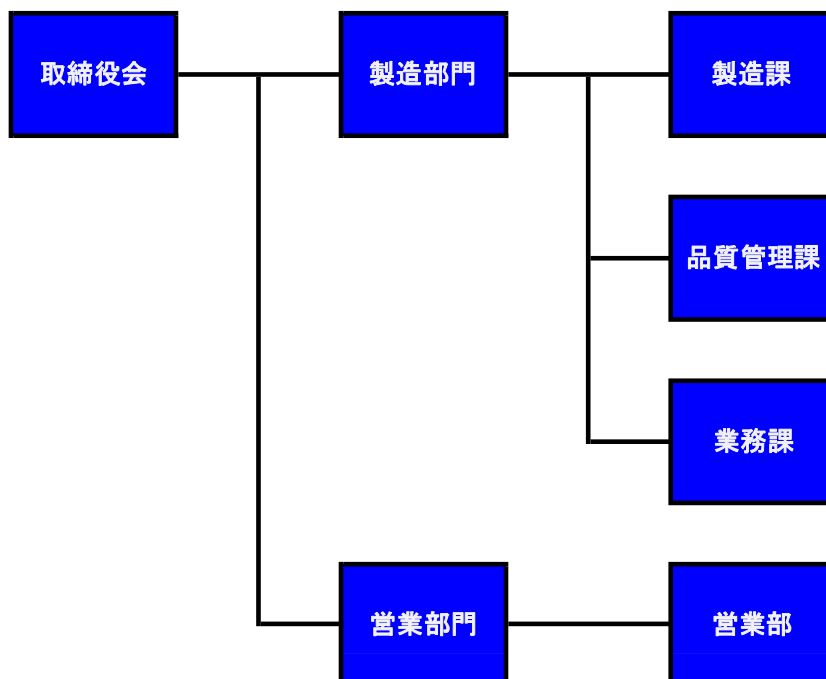 取締役会
製造部門
製造課
品質管理課
業務課
営業部門
営業部